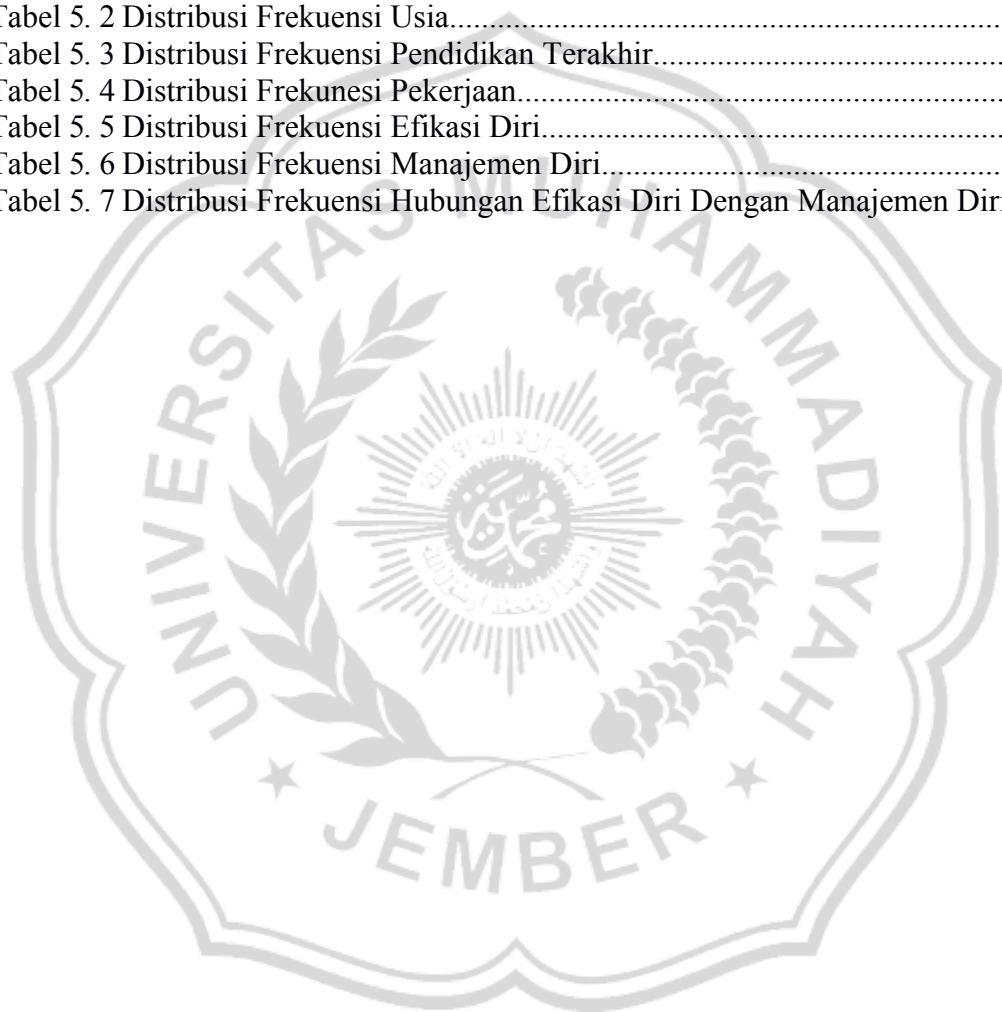 Tabel 5. 2 Distribusi Frekuensi Usia
Tabel 5. 3 Distribusi Frekuensi Pendidikan Terakhir
Tabel 5. 4 Distribusi Frekunesi Pekerjaan
Tabel 5. 5 Distribusi Frekuensi Efikasi Diri
Tabel 5. 6 Distribusi Frekuensi Manajemen Diri
Tabel 5. 7 Distribusi Frekuensi Hubungan Efikasi Diri Dengan Manajemen Diri
UNIVERSITAS MUHAMMADIYAH
JEMBER